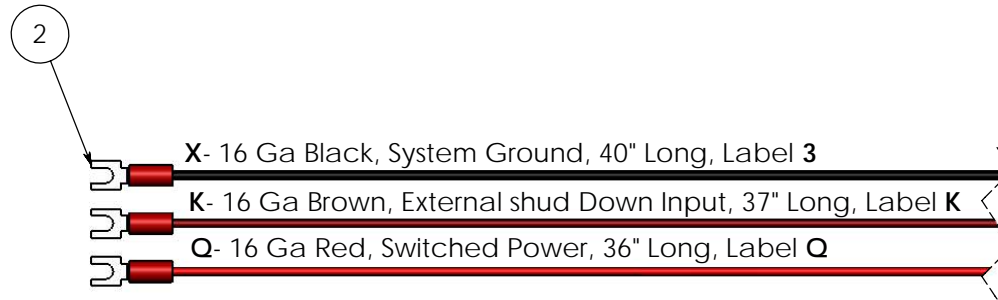 2
X- 16 Ga Black, System Ground, 40" Long, Label 3
K- 16 Ga Brown, External shud Down Input, 37" Long, Label K
Q- 16 Ga Red, Switched Power, 36" Long, Label Q